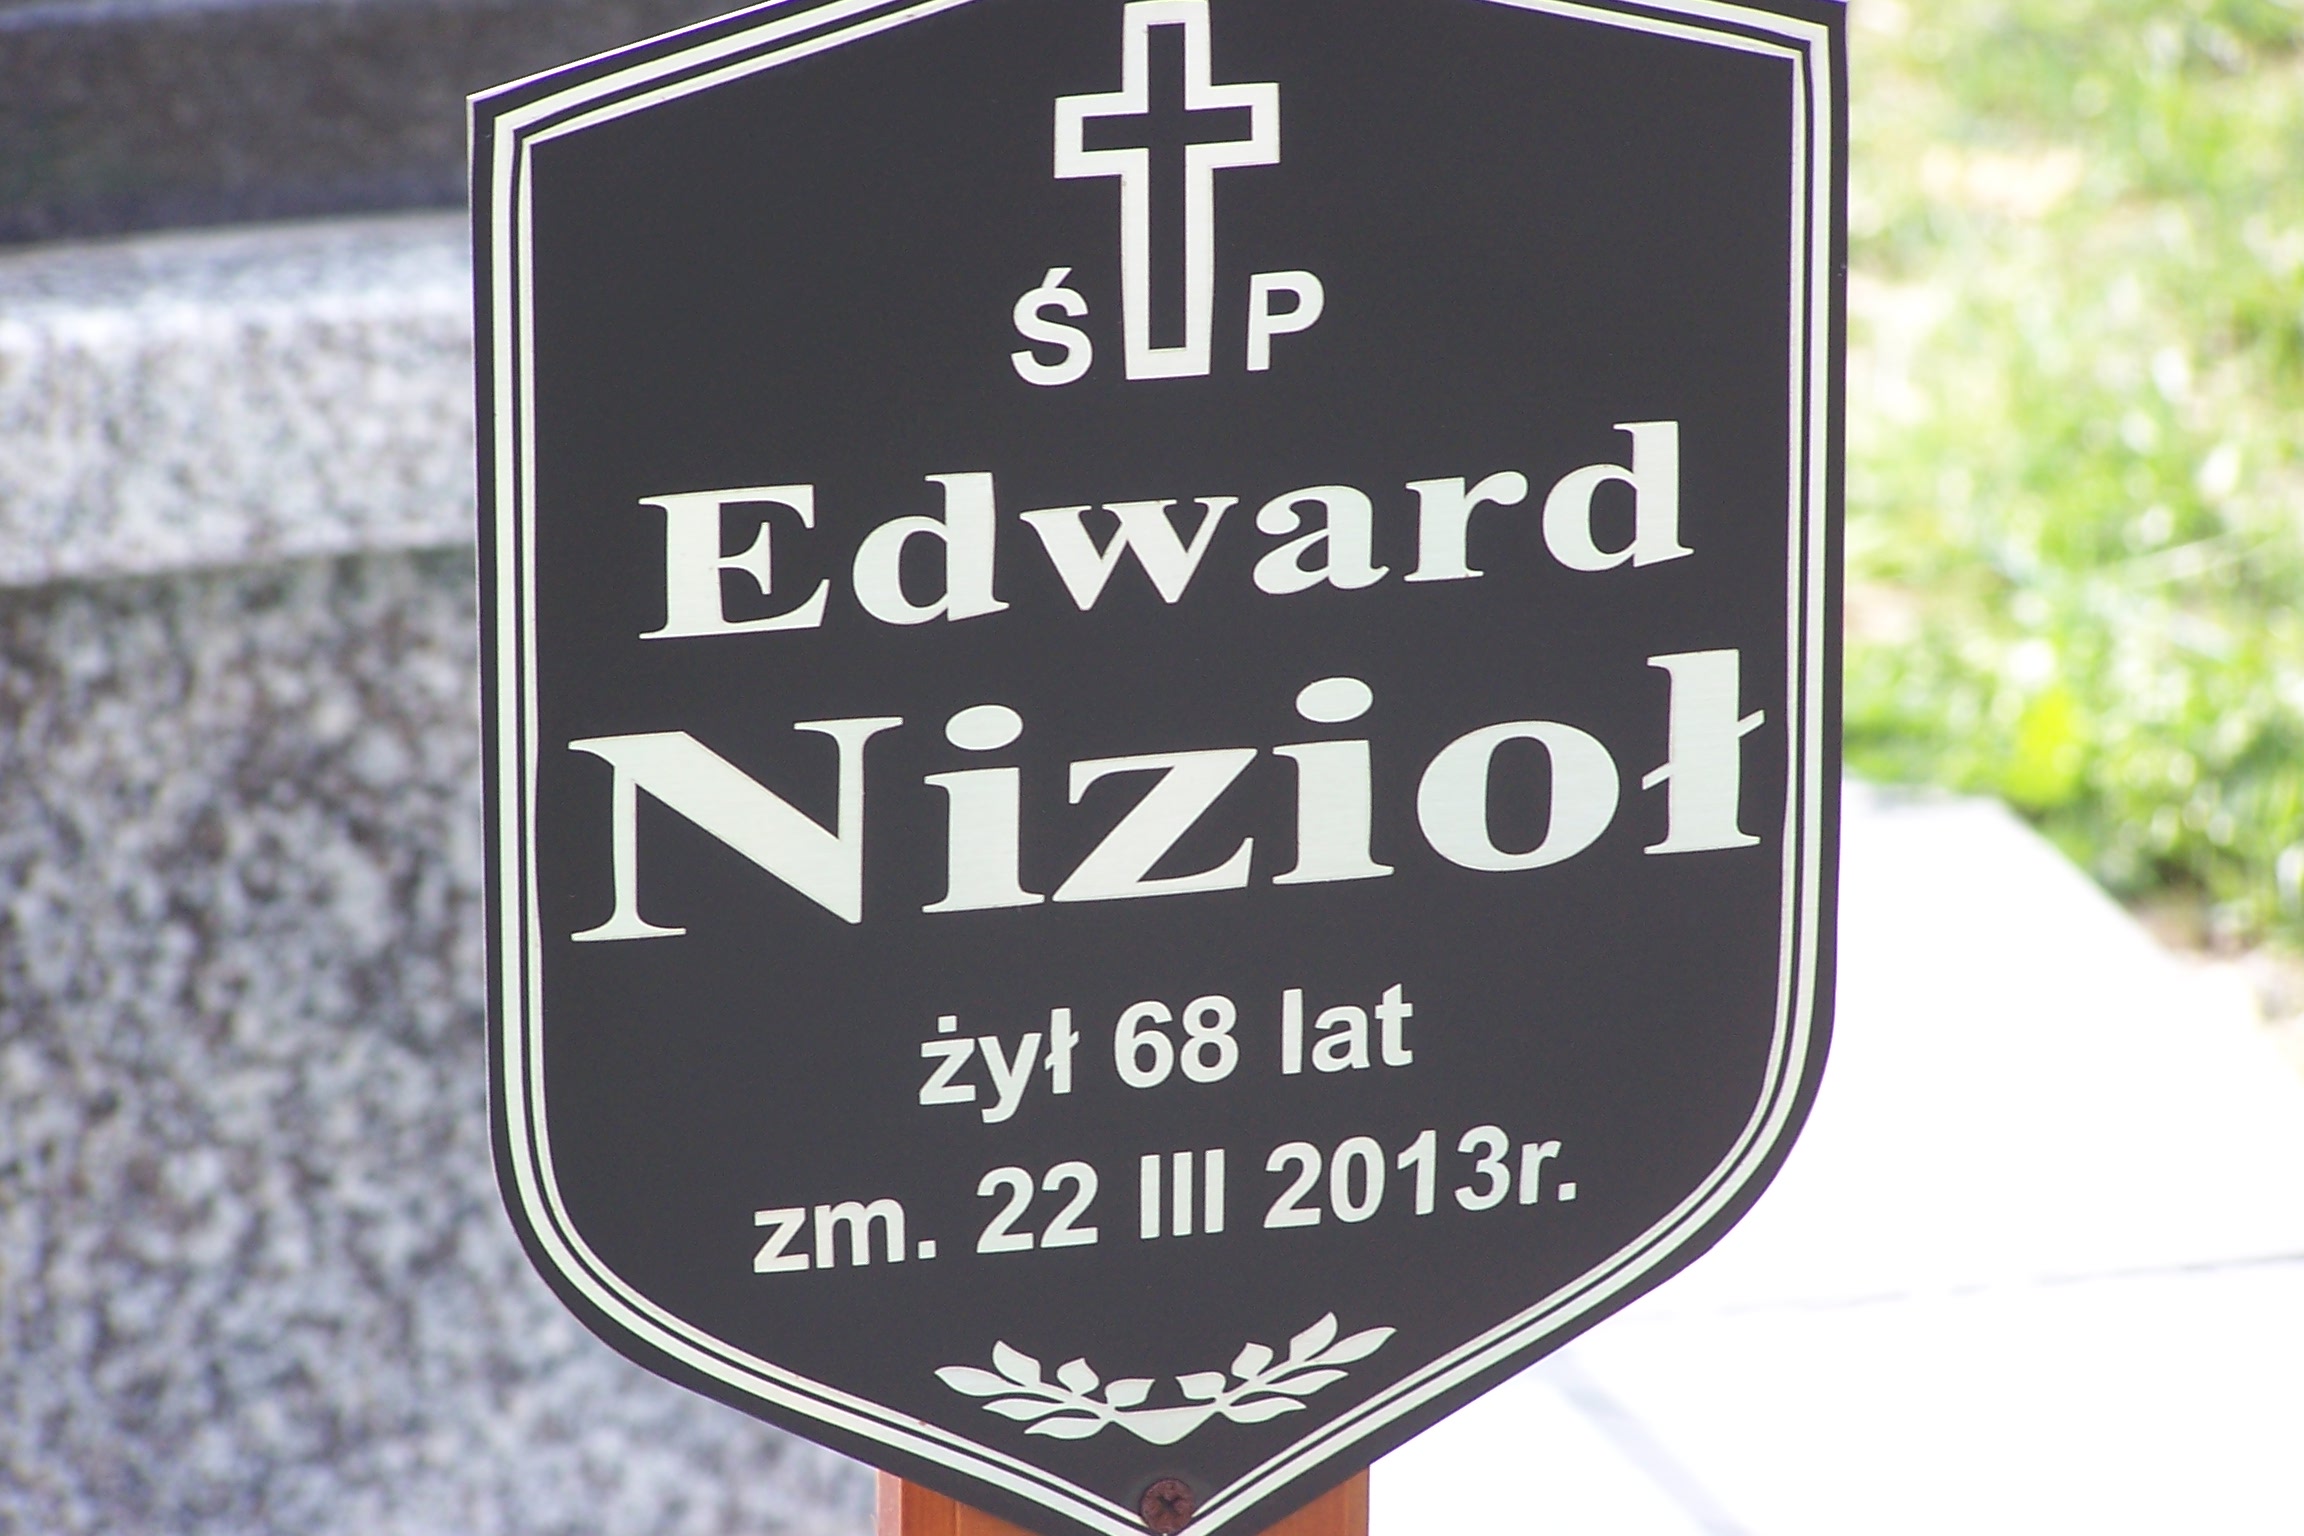 Ś P
Edward
Nizioł
żył 68 lat
zm. 22 III 2013r.